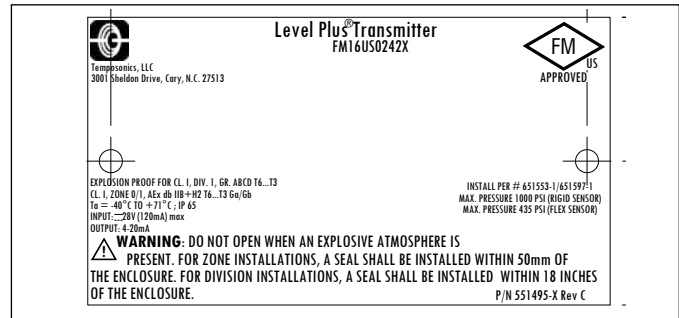 Level Plus® Transmitter
FM16US0242X
FM
US
APPROVED
Temposonics, LLC
3001 Sheldon Drive, Cary, N.C. 27513
EXPLOSION PROOF FOR CL. I, DIV. 1, GR. ABCD T6...T3
CL. I, ZONE 0/1, AEx db IIB+H2 T6...T3 Ga/Gb
Ta = -40°C TO +71°C ; IP 65
INPUT: ⎓28V (120mA) max
OUTPUT: 4-20mA
INSTALL PER # 651553-1/651597-1
MAX. PRESSURE 1000 PSI (RIGID SENSOR)
MAX. PRESSURE 435 PSI (FLEX SENSOR)
WARNING: DO NOT OPEN WHEN AN EXPLOSIVE ATMOSPHERE IS
PRESENT. FOR ZONE INSTALLATIONS, A SEAL SHALL BE INSTALLED WITHIN 50mm OF
THE ENCLOSURE. FOR DIVISION INSTALLATIONS, A SEAL SHALL BE INSTALLED WITHIN 18 INCHES
OF THE ENCLOSURE.
P/N 551495-X Rev C